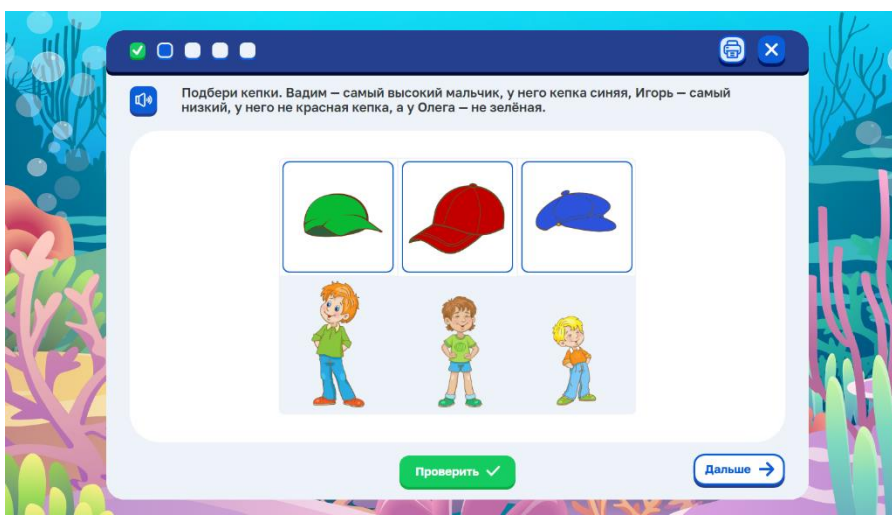 Подбери кепки. Вадим — самый высокий мальчик, у него кепка синяя, Игорь — самый
низкий, у него не красная кепка, а у Олега — не зелёная.
Проверить
Дальше